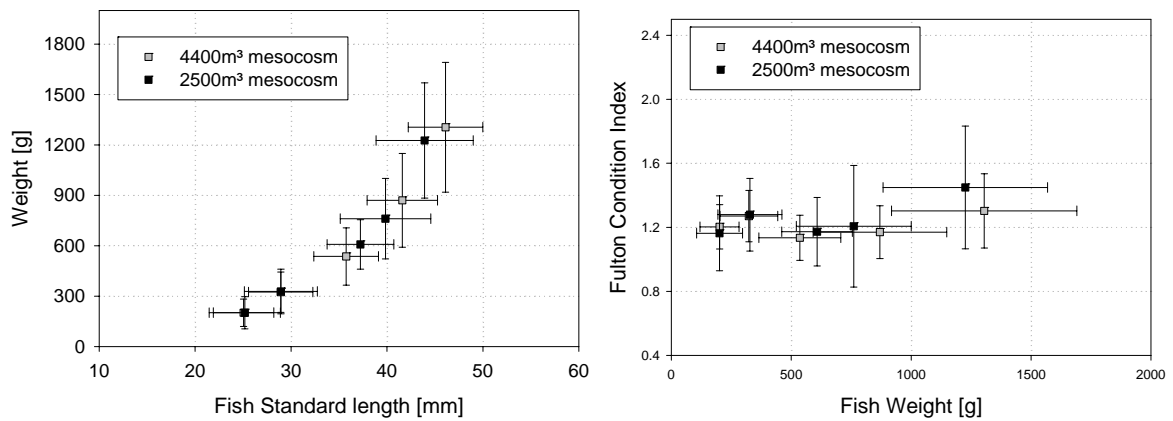 1800
1500
1200
900
600
300
0
Weight [g]
4400m³ mesocosm
2500m³ mesocosm
10 20 30 40 50 60
Fish Standard length [mm]
2.4
2.0
1.6
1.2
0.8
0.4
Fulton Condition Index
4400m³ mesocosm
2500m³ mesocosm
0 500 1000 1500 2000
Fish Weight [g]